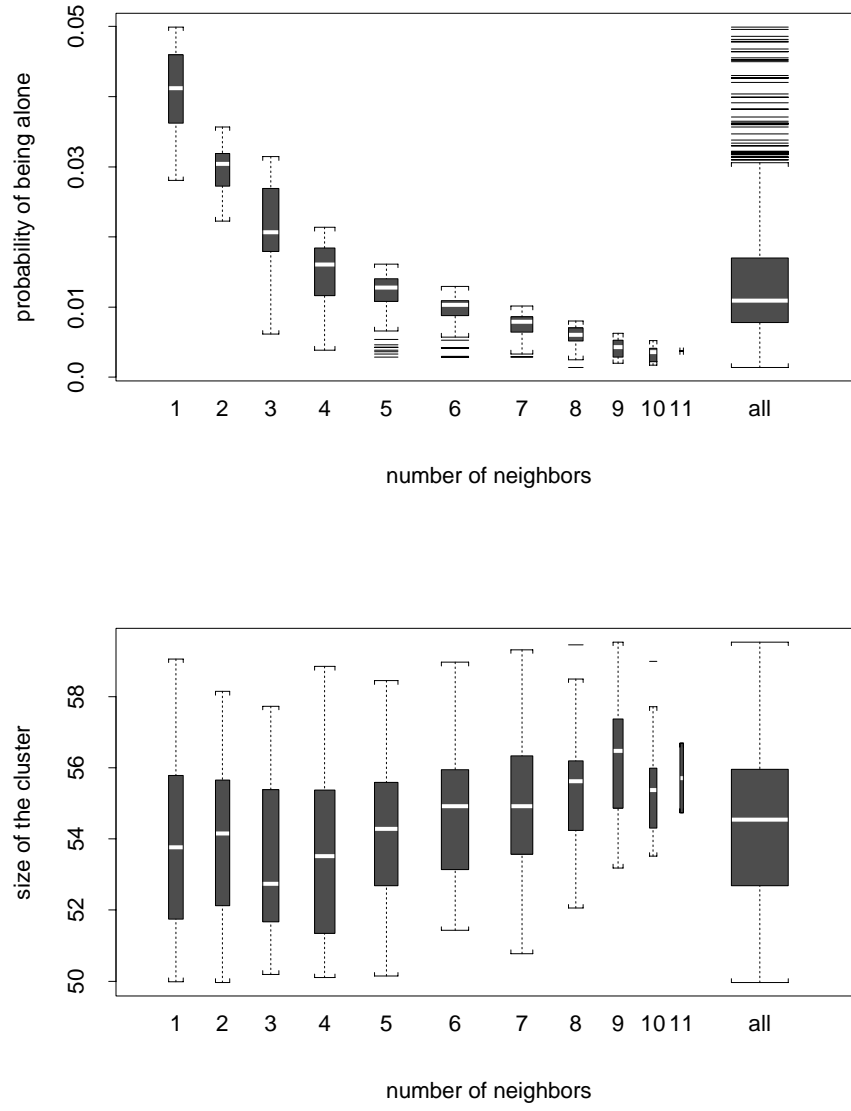 probability of being alone
0.05
0.03
0.01
0.0
1 2 3 4 5 6 7 8 9 10 11 all
number of neighbors
size of the cluster
58
56
54
52
50
1 2 3 4 5 6 7 8 9 10 11 all
number of neighbors